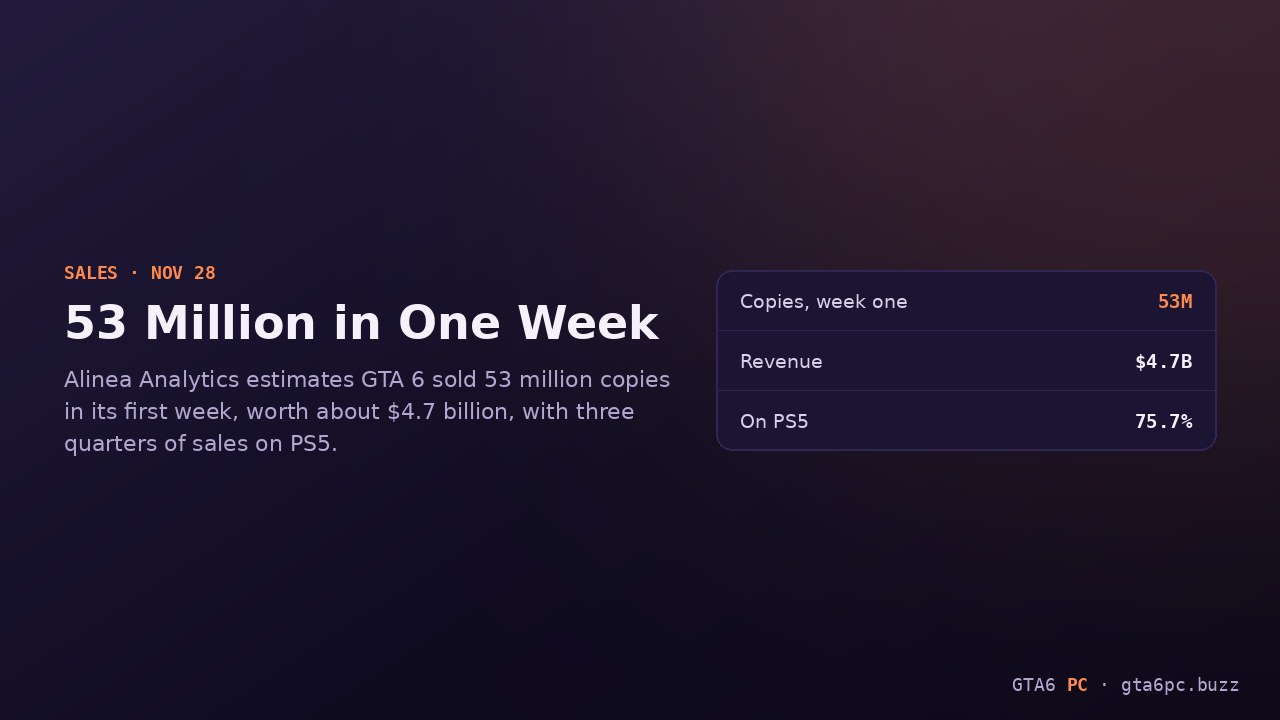 SALES · NOV 28
53 Million in One Week
Alinea Analytics estimates GTA 6 sold 53 million copies
in its first week, worth about $4.7 billion, with three
quarters of sales on PS5.
Copies, week one 53M
Revenue $4.7B
On PS5 75.7%
GTA6 PC · gta6pc.buzz